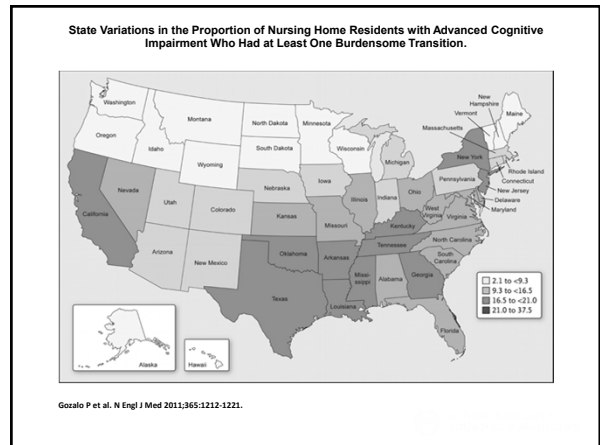 State Variations in the Proportion of Nursing Home Residents with Advanced Cognitive
Impairment Who Had at Least One Burdensome Transition.
Washington
Oregon
Idaho
Montana
Wyoming
North Dakota
South Dakota
Minnesota
Wisconsin
Michigan
New
Hampshire
Vermont
Maine
Massachusetts
New York
Rhode Island
Connecticut
New Jersey
Delaware
Maryland
Pennsylvania
California
Nevada
Utah
Colorado
Arizona
New Mexico
Nebraska
Kansas
Oklahoma
Texas
Iowa
Missouri
Arkansas
Louisiana
Illinois
Indiana
Ohio
Kentucky
Tennessee
Missi-
ssippi
Alabama
Georgia
Florida
West
Virginia
Virginia
North Carolina
South
Carolina
Alaska
Hawaii
2.1 to <9.3
9.3 to <16.5
16.5 to <21.0
21.0 to 37.5
Gozalo P et al. N Engl J Med 2011;365:1212-1221.